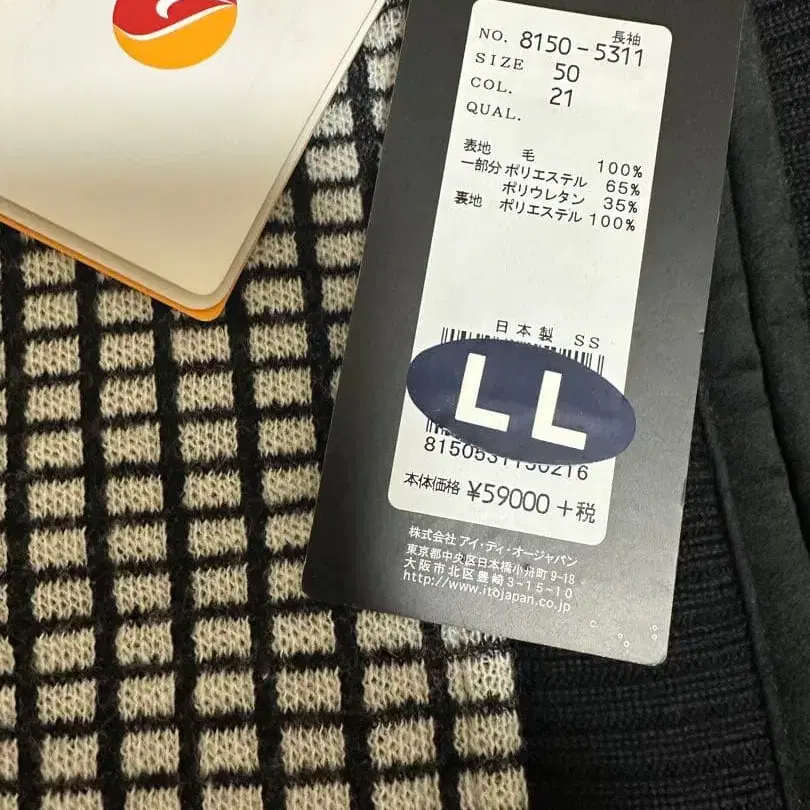 長袖
NO. 8150-5311
SIZE 50
COL. 21
QUAL.
表地 毛 100%
一部分 ポリエステル 65%
ポリウレタン 35%
裏地 ポリエステル 100%
日本製 SS
LL
本体価格 ¥59000 +税
株式会社 アイ・ティ・オージャパン
東京都中央区日本橋小舟町9-18
大阪市北区豊崎3-15-10
http://www.itojapan.co.jp